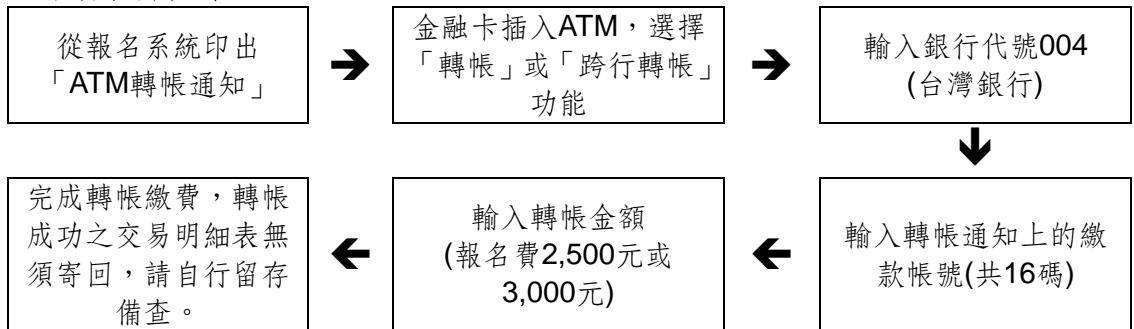 從報名系統印出
「ATM轉帳通知」
➔
金融卡插入ATM，選擇
「轉帳」或「跨行轉帳」
功能
➔
輸入銀行代號004
(台灣銀行)
輸入轉帳通知上的繳
款帳號(共16碼)
輸入轉帳金額
(報名費2,500元或
3,000元)
完成轉帳繳費，轉帳
成功之交易明細表無
須寄回，請自行留存
備查。